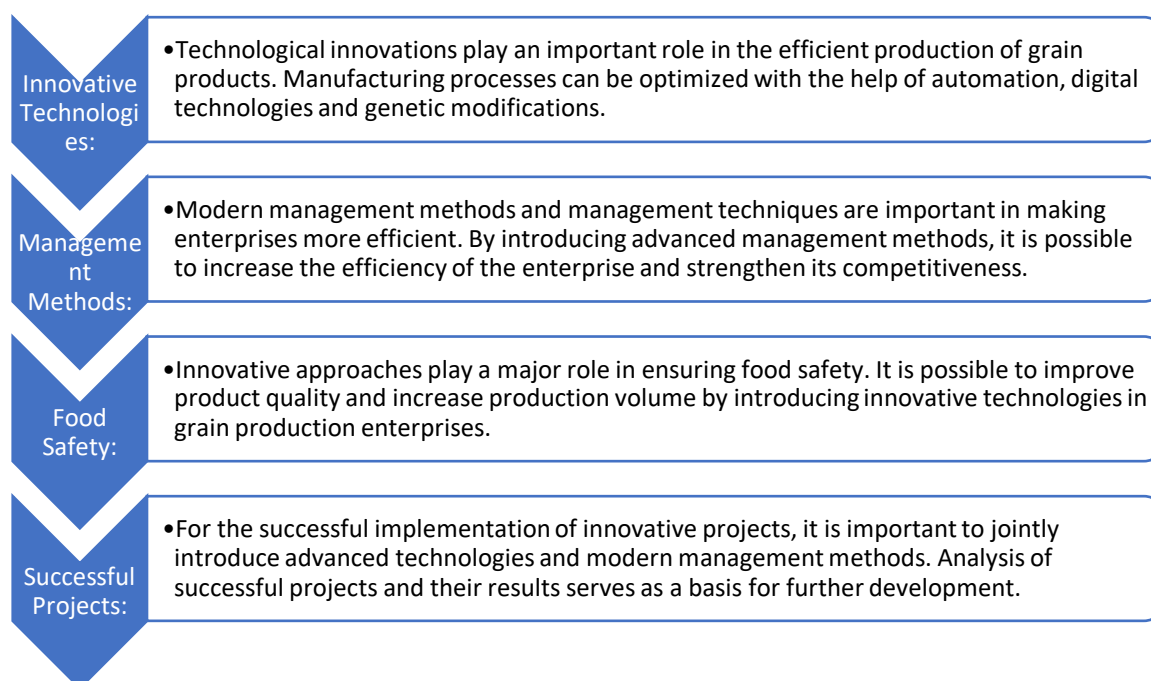 Innovative
Technologi
es:
•Technological innovations play an important role in the efficient production of grain
products. Manufacturing processes can be optimized with the help of automation, digital
technologies and genetic modifications.
Manageme
nt
Methods:
•Modern management methods and management techniques are important in making
enterprises more efficient. By introducing advanced management methods, it is possible
to increase the efficiency of the enterprise and strengthen its competitiveness.
Food
Safety:
•Innovative approaches play a major role in ensuring food safety. It is possible to improve
product quality and increase production volume by introducing innovative technologies in
grain production enterprises.
Successful
Projects:
•For the successful implementation of innovative projects, it is important to jointly
introduce advanced technologies and modern management methods. Analysis of
successful projects and their results serves as a basis for further development.